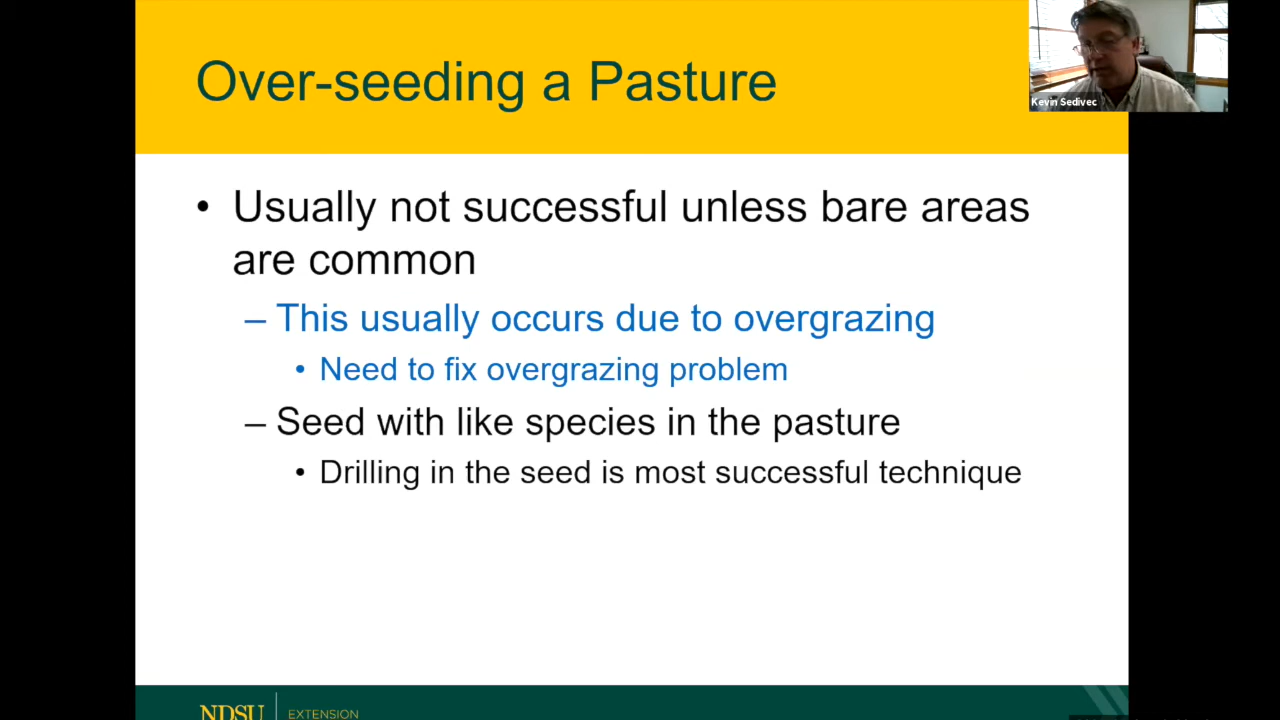 Over-seeding a Pasture
Kevin Sedivec
• Usually not successful unless bare areas
are common
– This usually occurs due to overgrazing
• Need to fix overgrazing problem
– Seed with like species in the pasture
• Drilling in the seed is most successful technique
NDSU EXTENSION